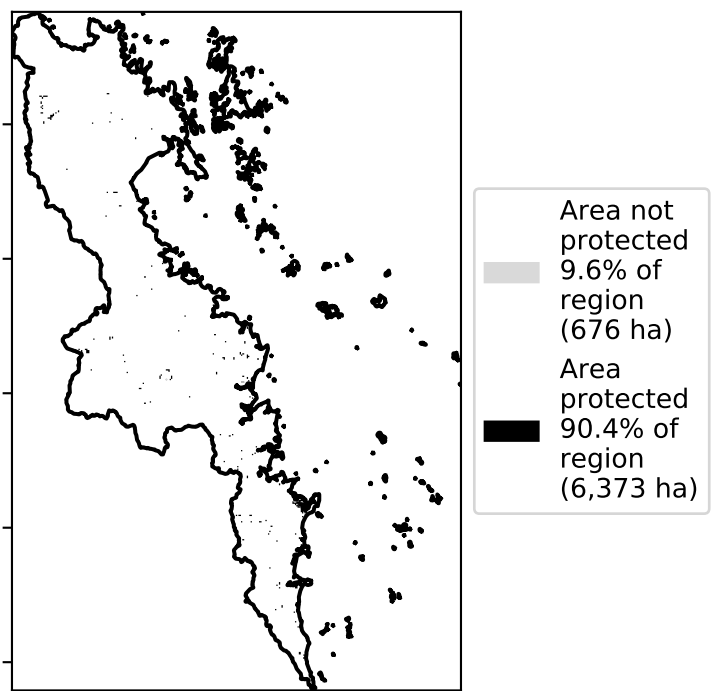 Area not
protected
9.6% of
region
(676 ha)
Area
protected
90.4% of
region
(6,373 ha)